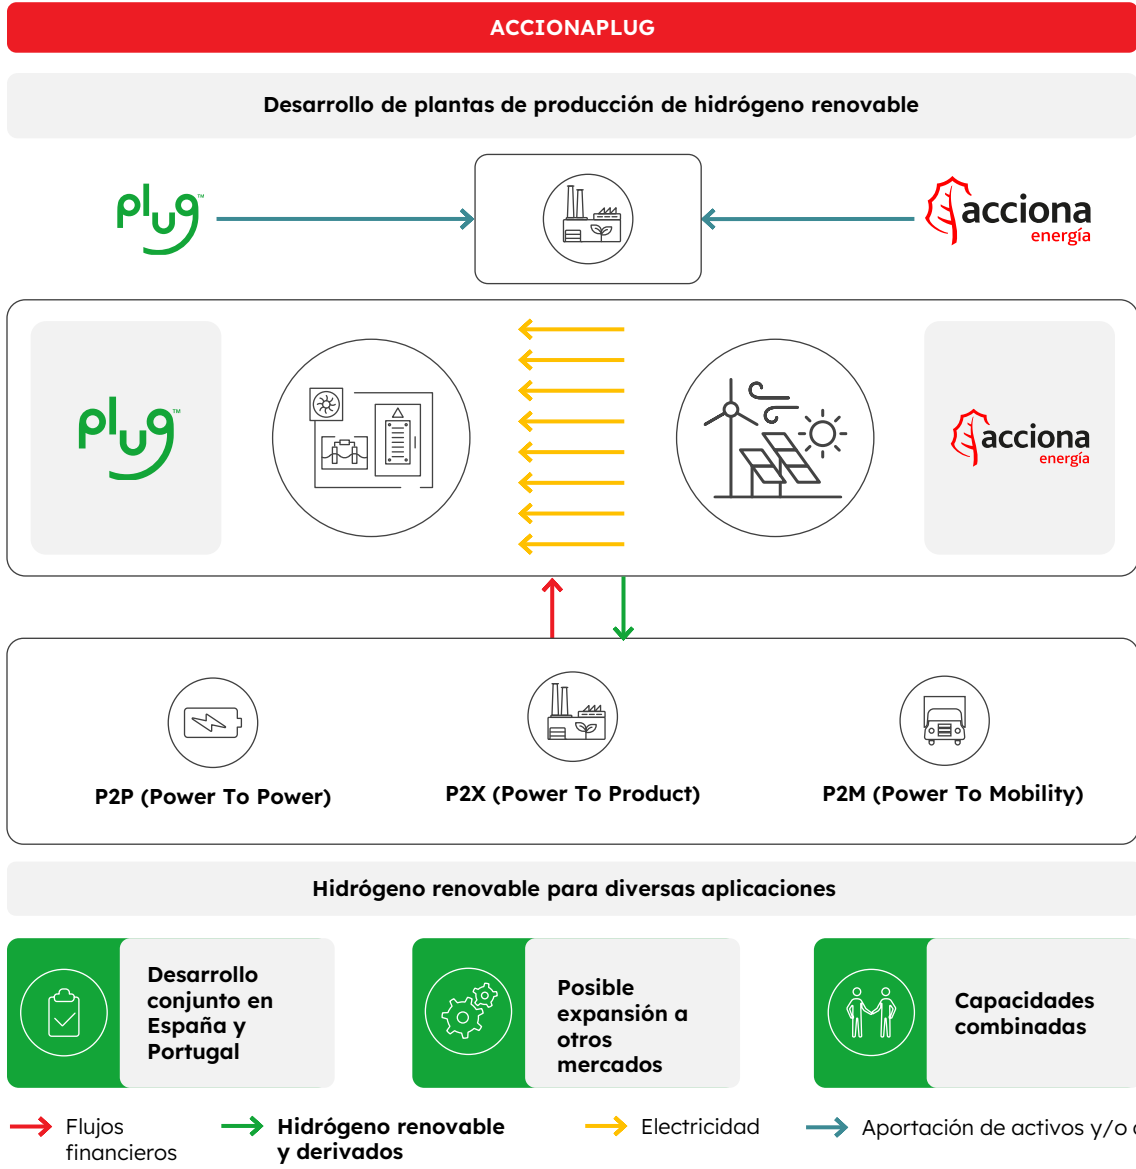 ACCIONAPLUG
Desarrollo de plantas de producción de hidrógeno renovable
plug™
acciona
energía
plug™
acciona
energía
P2P (Power To Power)
P2X (Power To Product)
P2M (Power To Mobility)
Hidrógeno renovable para diversas aplicaciones
Desarrollo
conjunto en
España y
Portugal
Posible
expansión a
otros
mercados
Capacidades
combinadas
Flujos
financieros
Hidrógeno renovable
y derivados
Electricidad
Aportación de activos y/o